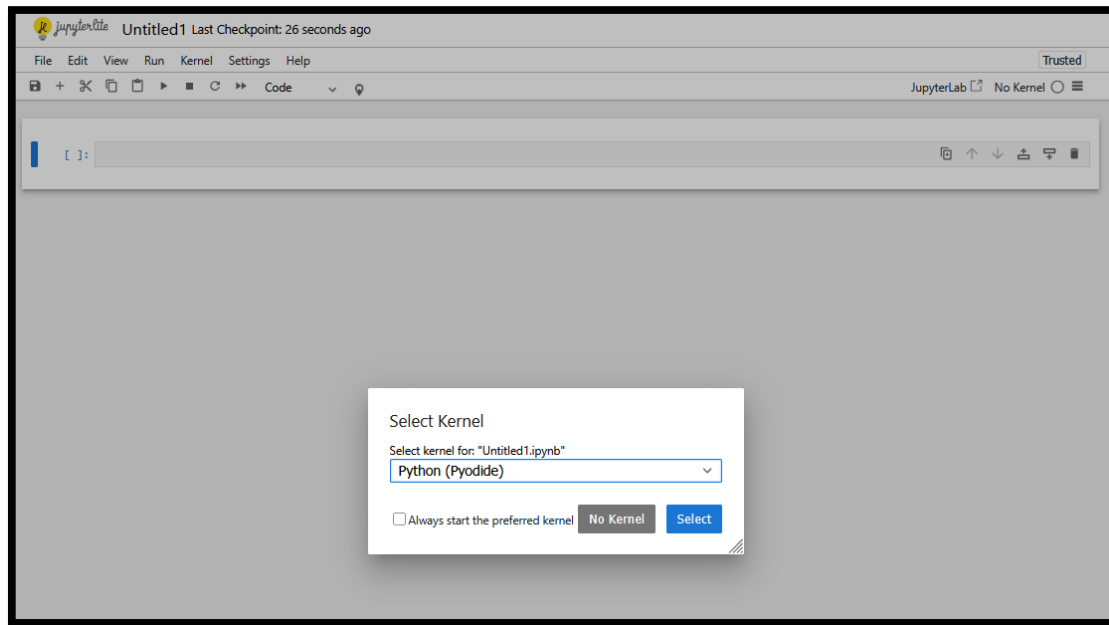 jupyterlite Untitled1 Last Checkpoint: 26 seconds ago
File Edit View Run Kernel Settings Help Trusted
Code JupyterLab No Kernel
[ ]:
Select Kernel
Select kernel for: "Untitled1.ipynb"
Python (Pyodide)
Always start the preferred kernel No Kernel Select